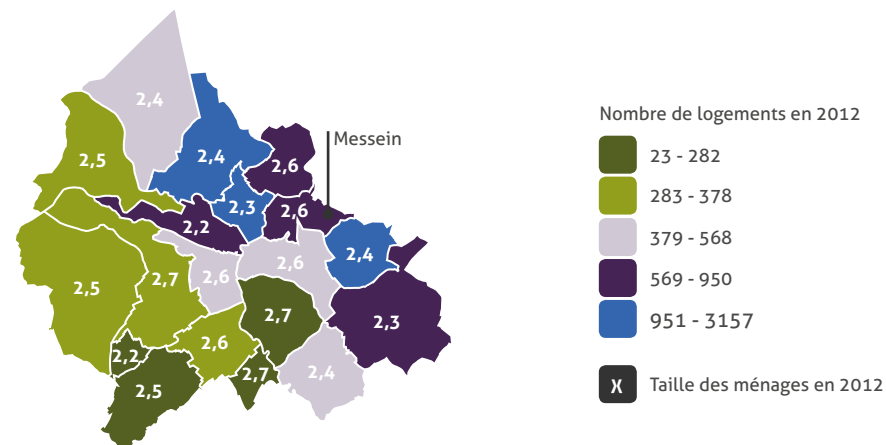 2,4
Messein
Nombre de logements en 2012
2,5
2,4
2,6
23 - 282
283 - 378
2,2
2,3
2,6
379 - 568
2,5
2,7
2,6
2,6
2,4
569 - 950
2,7
2,3
951 - 3157
2,2
2,6
2,5
2,7
2,4
X Taille des ménages en 2012